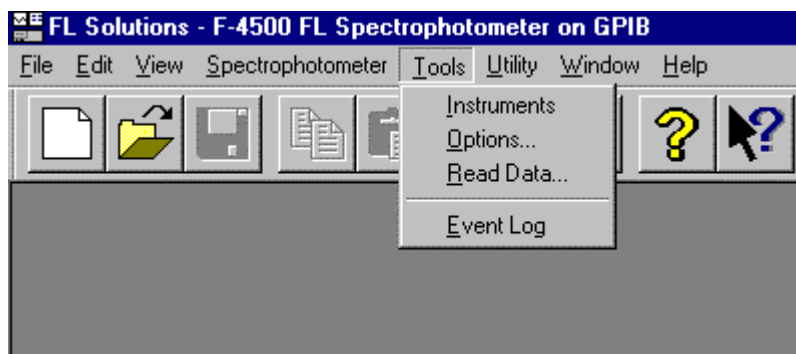 FL Solutions - F-4500 FL Spectrophotometer on GPIB
File Edit View Spectrophotometer Tools Utility Window Help
Instruments
Options...
Read Data...
Event Log